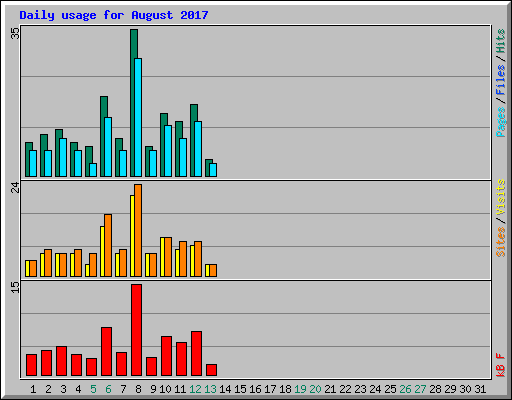 Daily usage for August 2017
35
24
15
Pages / Files / Hits
Sites / Visits
kB F
1 2 3 4 5 6 7 8 9 10 11 12 13 14 15 16 17 18 19 20 21 22 23 24 25 26 27 28 29 30 31